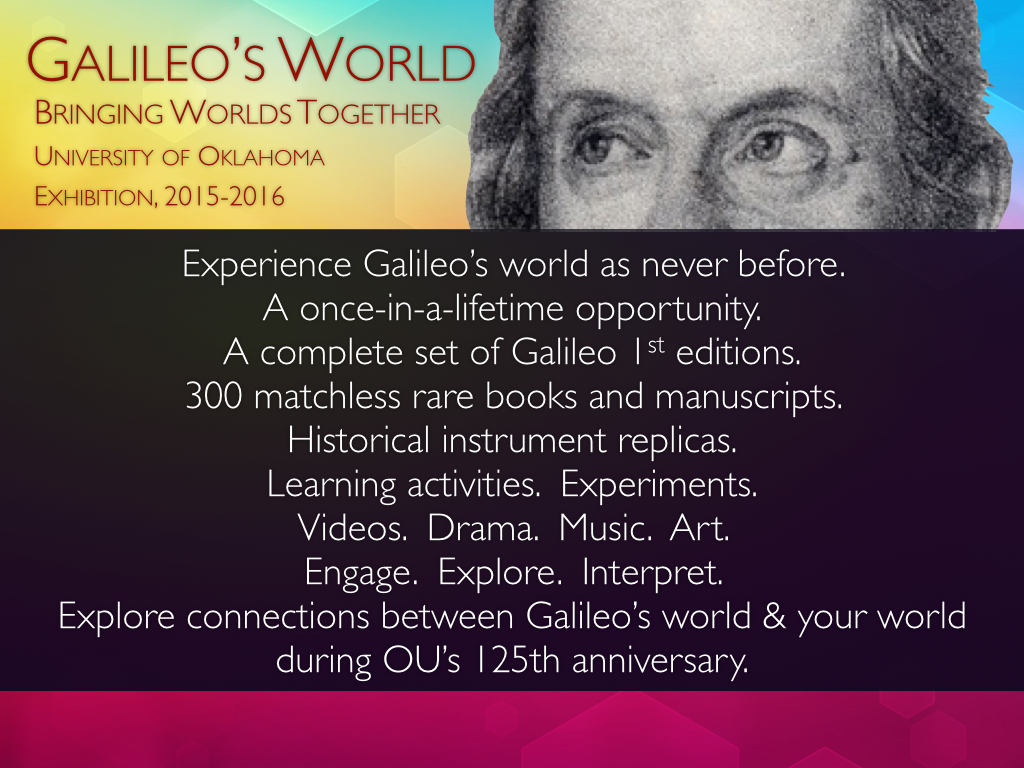 GALILEO’S WORLD
BRINGING WORLDS TOGETHER
UNIVERSITY OF OKLAHOMA
EXHIBITION, 2015-2016
Experience Galileo’s world as never before.
A once-in-a-lifetime opportunity.
A complete set of Galileo 1st editions.
300 matchless rare books and manuscripts.
Historical instrument replicas.
Learning activities.  Experiments.
Videos.  Drama.  Music.  Art.
Engage.  Explore.  Interpret.
Explore connections between Galileo’s world & your world
during OU’s 125th anniversary.